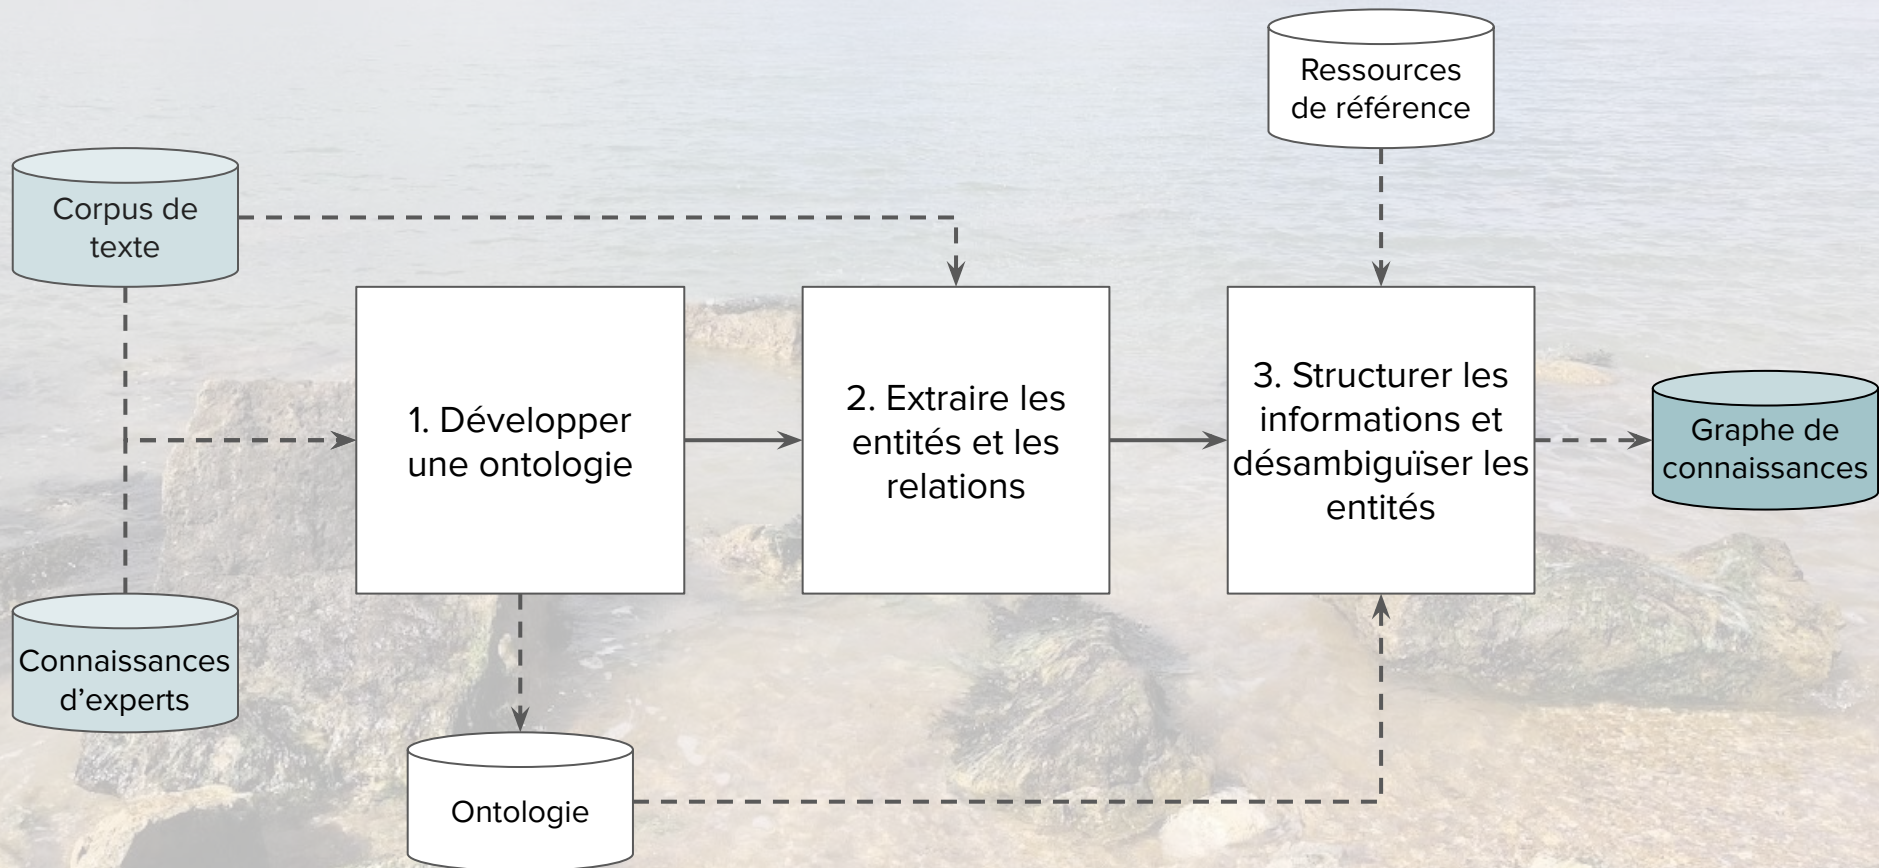 Ressources
de référence
Corpus de
texte
1. Développer
une ontologie
2. Extraire les
entités et les
relations
3. Structurer les
informations et
désambiguïser les
entités
Graphe de
connaissances
Connaissances
d’experts
Ontologie